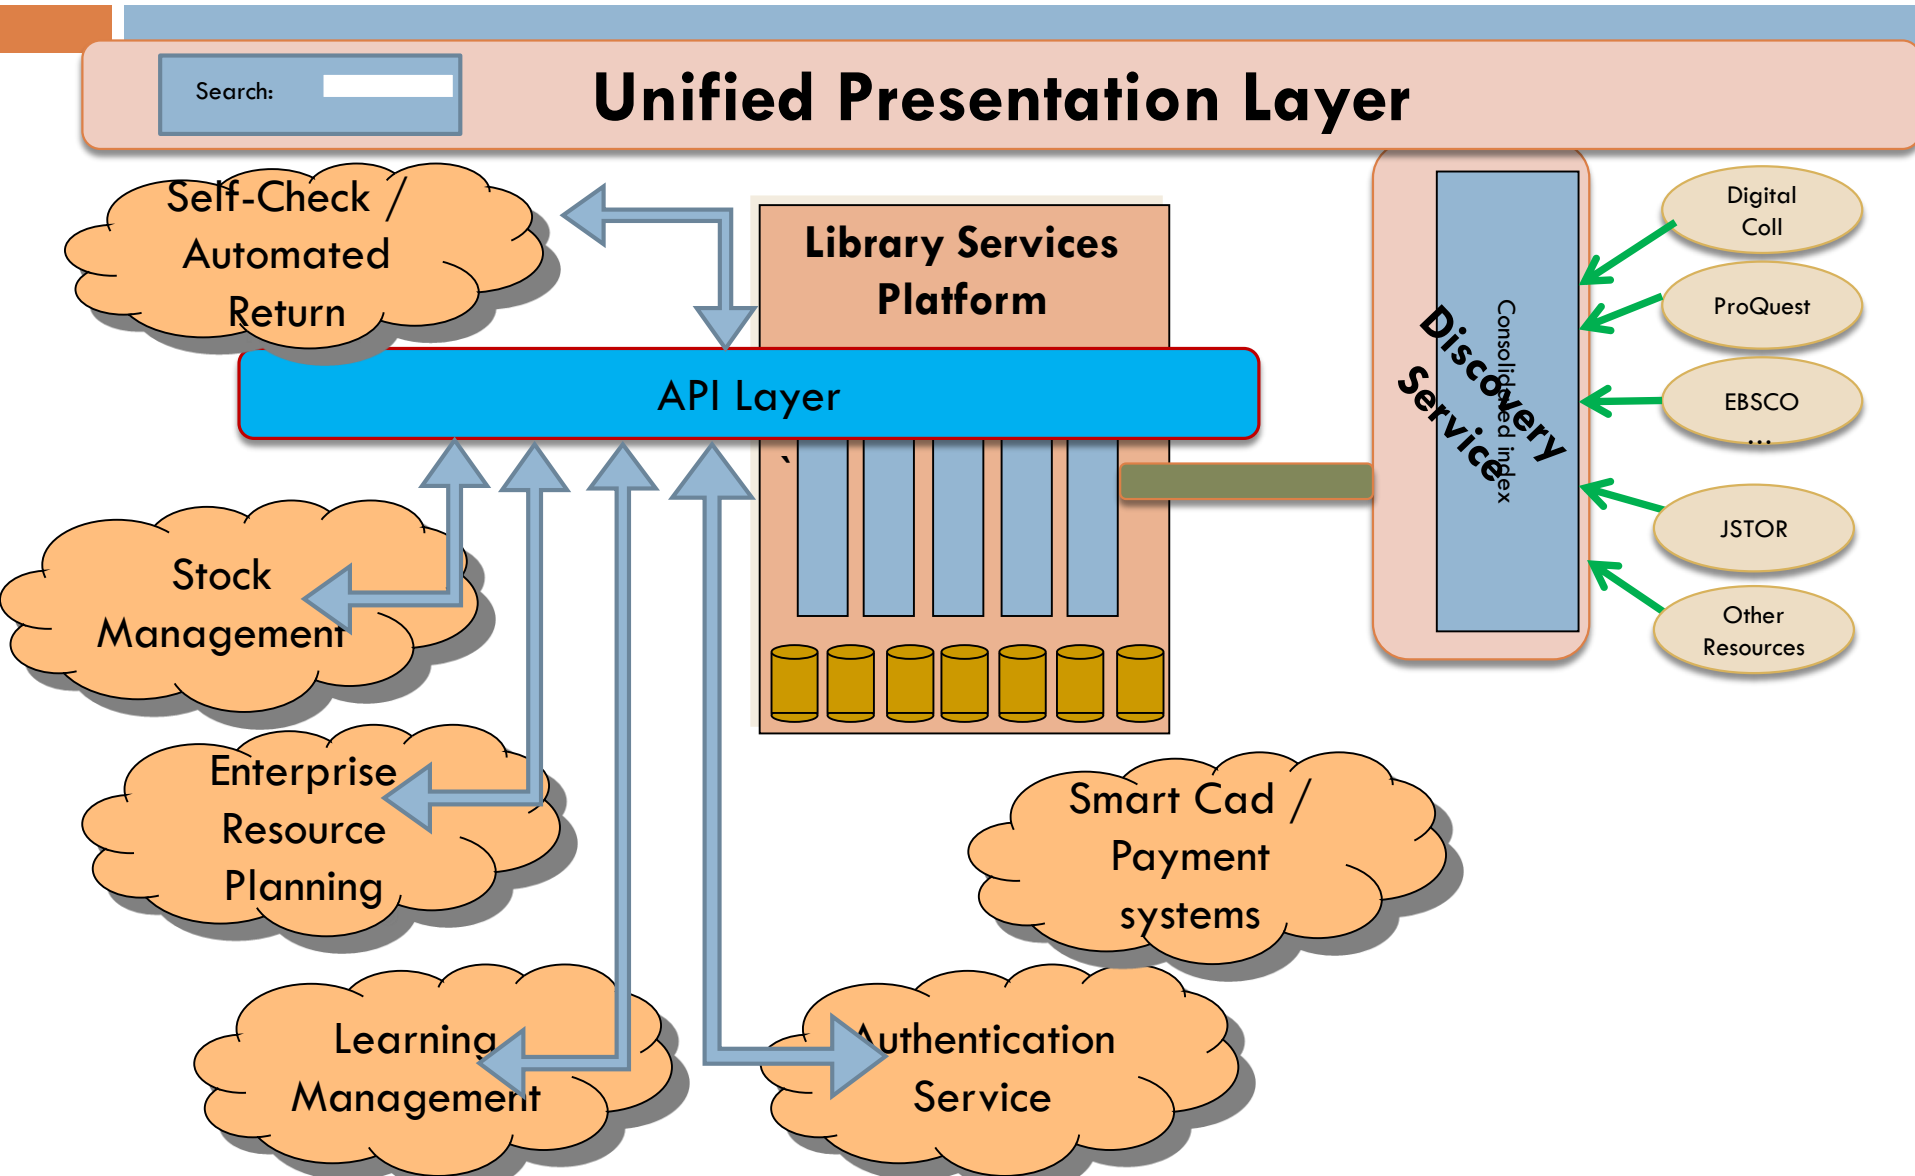 Search:
Unified Presentation Layer
Self-Check /
Automated
Return
Library Services
Platform
API Layer
`
Discovery
Service
Consolidated index
Digital
Coll
ProQuest
EBSCO
...
JSTOR
Other
Resources
Stock
Management
Enterprise
Resource
Planning
Smart Cad /
Payment
systems
Learning
Management
Authentication
Service